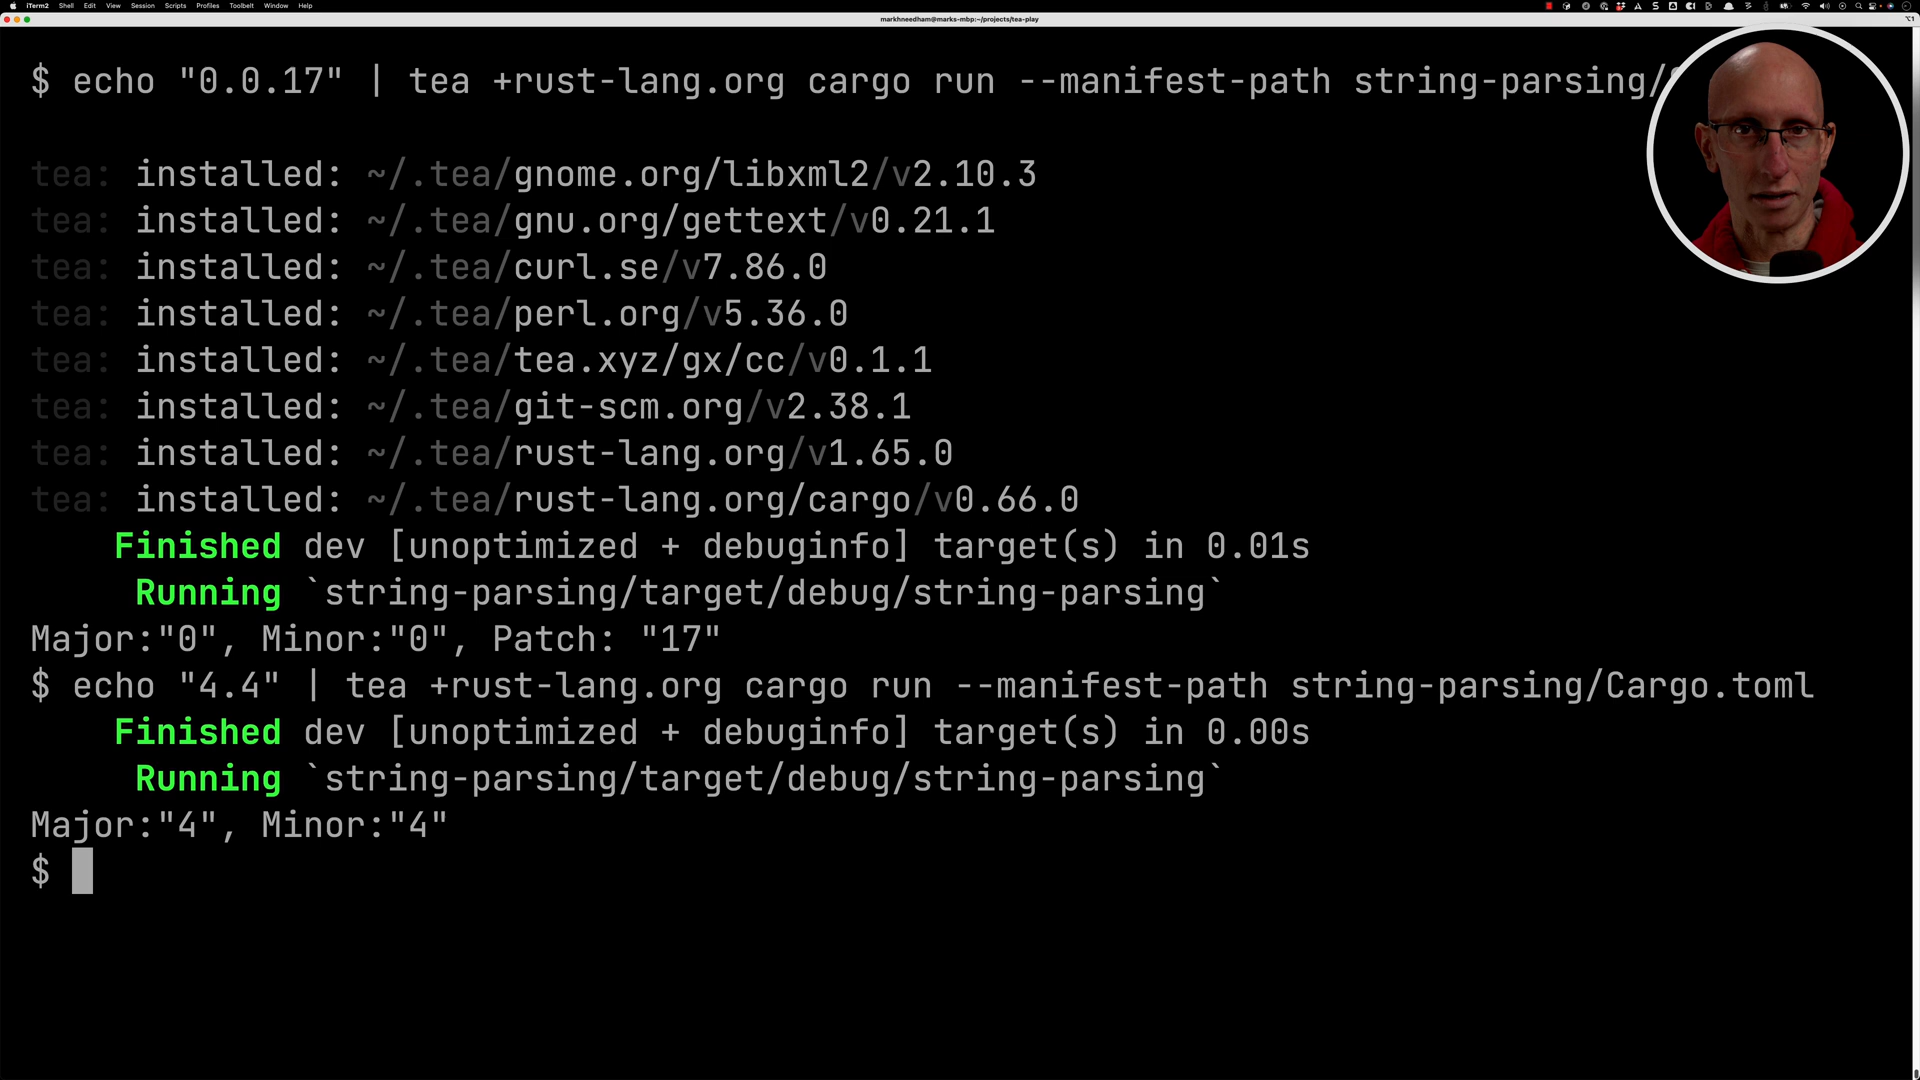 iTerm2 Shell Edit View Session Scripts Profiles Toolbelt Window Help
markhneedham@marks-mbp:~/projects/tea-play
$ echo "0.0.17" | tea +rust-lang.org cargo run --manifest-path string-parsing/
tea: installed: ~/.tea/gnome.org/libxml2/v2.10.3
tea: installed: ~/.tea/gnu.org/gettext/v0.21.1
tea: installed: ~/.tea/curl.se/v7.86.0
tea: installed: ~/.tea/perl.org/v5.36.0
tea: installed: ~/.tea/tea.xyz/gx/cc/v0.1.1
tea: installed: ~/.tea/git-scm.org/v2.38.1
tea: installed: ~/.tea/rust-lang.org/v1.65.0
tea: installed: ~/.tea/rust-lang.org/cargo/v0.66.0
Finished dev [unoptimized + debuginfo] target(s) in 0.01s
Running `string-parsing/target/debug/string-parsing`
Major:"0", Minor:"0", Patch: "17"
$ echo "4.4" | tea +rust-lang.org cargo run --manifest-path string-parsing/Cargo.toml
Finished dev [unoptimized + debuginfo] target(s) in 0.00s
Running `string-parsing/target/debug/string-parsing`
Major:"4", Minor:"4"
$